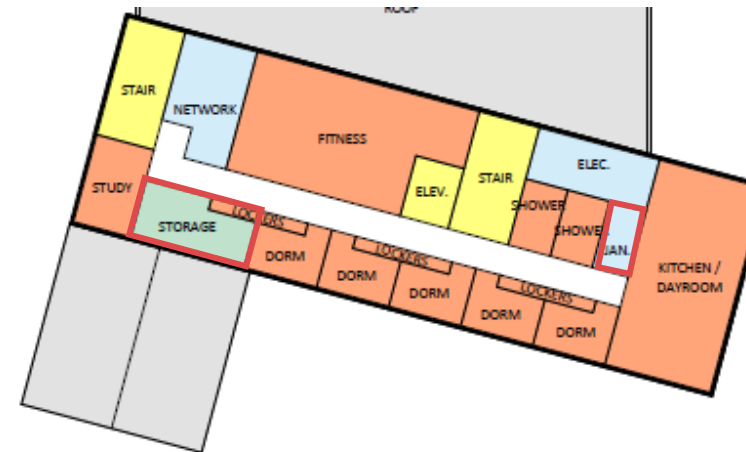 ROOF
STAIR
NETWORK
FITNESS
STAIR
ELEC.
ELEV.
STUDY
SHOWER
SHOWER
JAN.
STORAGE
LOCKERS
KITCHEN /
DAYROOM
DORM
LOCKERS
DORM
DORM
LOCKERS
DORM
DORM